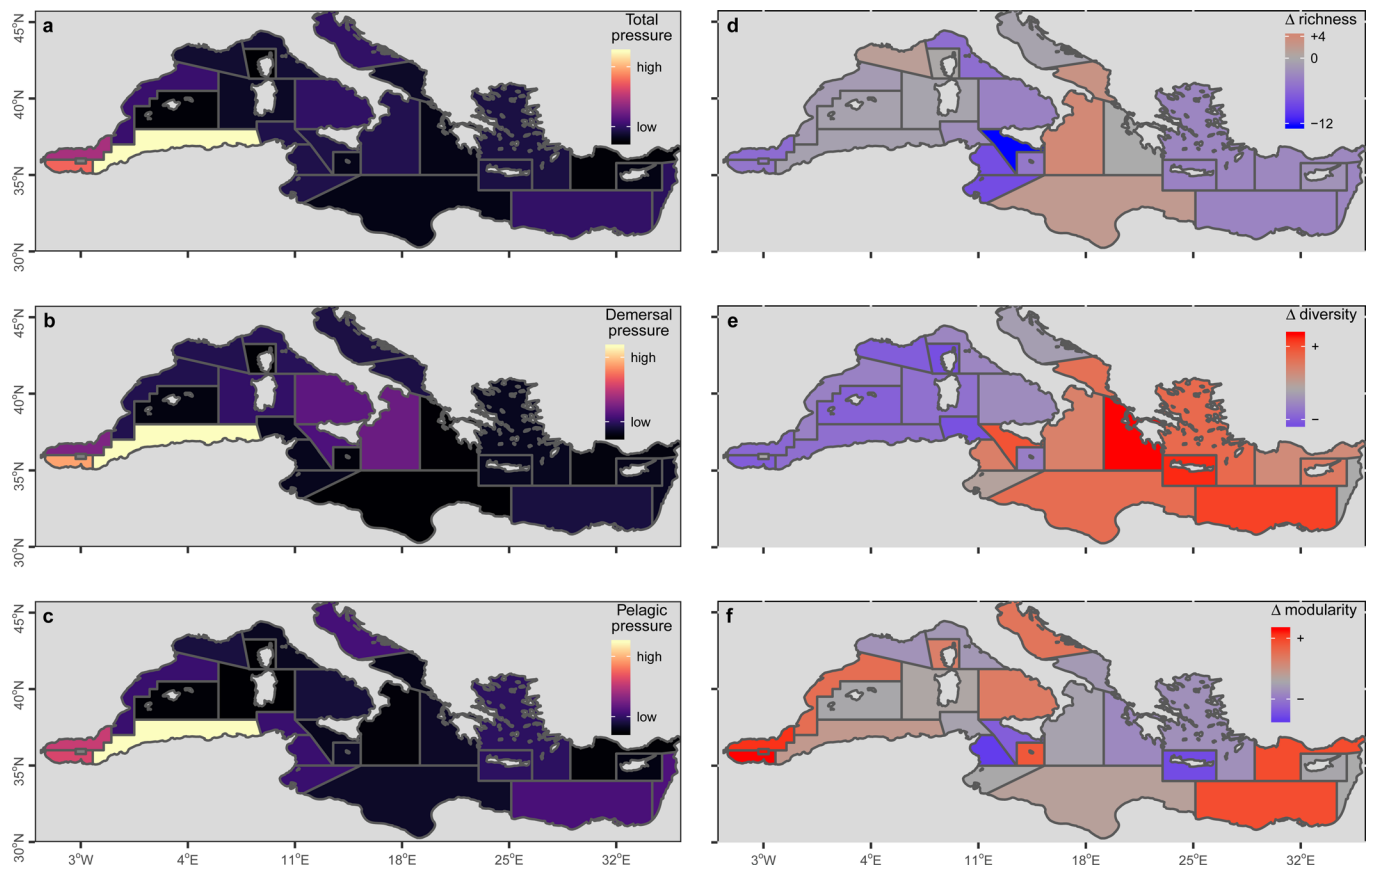 a
Total
pressure
high
low
45°N
40°N
35°N
30°N
d
Δ richness
+4
0
−12
b
Demersal
pressure
high
low
45°N
40°N
35°N
30°N
e
Δ diversity
+
−
c
Pelagic
pressure
high
low
45°N
40°N
35°N
30°N
3°W
4°E
11°E
18°E
25°E
32°E
f
Δ modularity
+
−
3°W
4°E
11°E
18°E
25°E
32°E